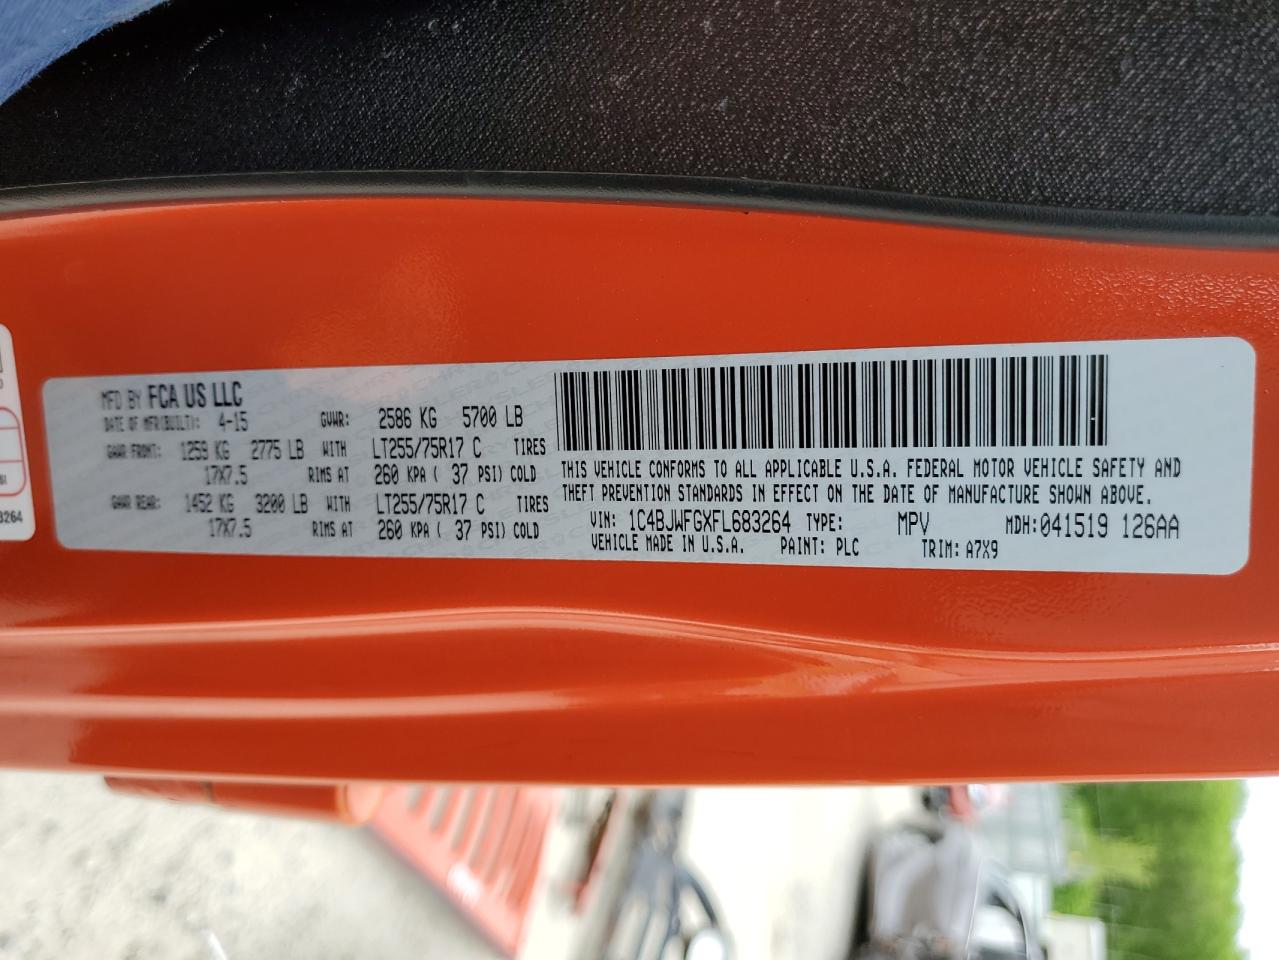 MFD BY FCA US LLC
DATE OF MFR(BUILT): 4-15 GVWR: 2586 KG 5700 LB
GAWR FRONT: 1259 KG 2775 LB WITH LT255/75R17 C TIRES
17X7.5 RIMS AT 260 KPA ( 37 PSI) COLD
GAWR REAR: 1452 KG 3200 LB WITH LT255/75R17 C TIRES
17X7.5 RIMS AT 260 KPA ( 37 PSI) COLD
THIS VEHICLE CONFORMS TO ALL APPLICABLE U.S.A. FEDERAL MOTOR VEHICLE SAFETY AND
THEFT PREVENTION STANDARDS IN EFFECT ON THE DATE OF MANUFACTURE SHOWN ABOVE.
VIN: 1C4BJWFGXFL683264 TYPE: MPV MDH: 041519 126AA
VEHICLE MADE IN U.S.A. PAINT: PLC TRIM: A7X9
3264